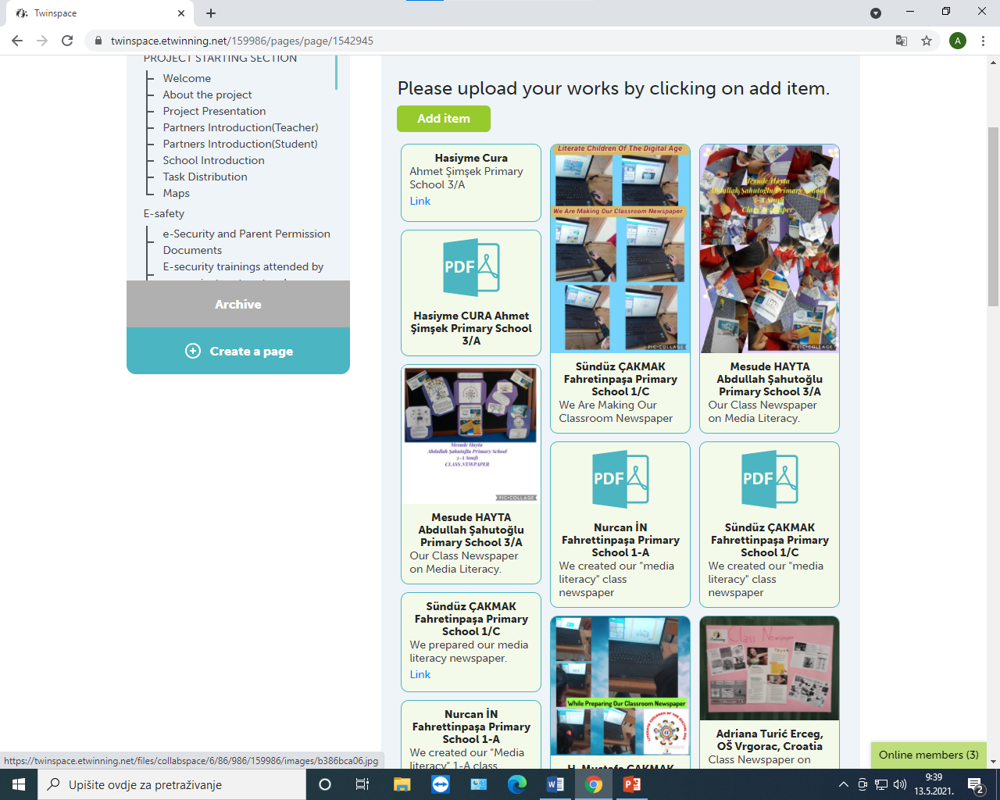 Twinspace
twinspace.etwinning.net/159986/pages/page/1542945
A
PROJECT STARTING SECTION
Welcome
About the project
Project Presentation
Partners Introduction(Teacher)
Partners Introduction(Student)
School Introduction
Task Distribution
Maps
E-safety
e-Security and Parent Permission
Documents
E-security trainings attended by
Archive
Create a page
Please upload your works by clicking on add item.
Add item
Hasiyme Cura
Ahmet Şimşek Primary
School 3/A
Link
PDF
Hasiyme CURA Ahmet
Şimşek Primary School
3/A
Mesude Hayta
Abdullah Şahutoğlu Primary School
3-A Sınıfı
CLASS NEWPAPER
PIC•COLLAGE
Mesude HAYTA
Abdullah Şahutoğlu
Primary School 3/A
Our Class Newspaper
on Media Literacy.
Sündüz ÇAKMAK
Fahretinpaşa Primary
School 1/C
We prepared our media
literacy newspaper.
Link
Nurcan İN
Fahrettinpaşa Primary
School 1-A
We created our "Media
literacy" 1-A class
Literate Children Of The Digital Age
We Are Making Our Classroom Newspaper
PIC•COLLAGE
Sündüz ÇAKMAK
Fahretinpaşa Primary
School 1/C
We Are Making Our
Classroom Newspaper
PDF
Nurcan İN
Fahrettinpaşa Primary
School 1-A
We created our "media
literacy" class
newspaper
While Preparing Our Classroom Newspaper
LITERATE CHILDREN OF THE DIGITAL AGE
H. Mustafa ÇAKMAK
Mesude Hayta
Abdullah Şahutoğlu Primary School
3-A Sınıfı
Class Newspaper
PIC•COLLAGE
Mesude HAYTA
Abdullah Şahutoğlu
Primary School 3/A
Our Class Newspaper
on Media Literacy.
PDF
Sündüz ÇAKMAK
Fahrettinpaşa Primary
School 1/C
We created our "media
literacy" class
newspaper
Class Newspaper
Adriana Turić Erceg,
OŠ Vrgorac, Croatia
Class Newspaper on
Online members (3)
https://twinspace.etwinning.net/files/collabspace/6/86/986/159986/images/b386bca06.jpg
Upišite ovdje za pretraživanje
9:39
13.5.2021.
2